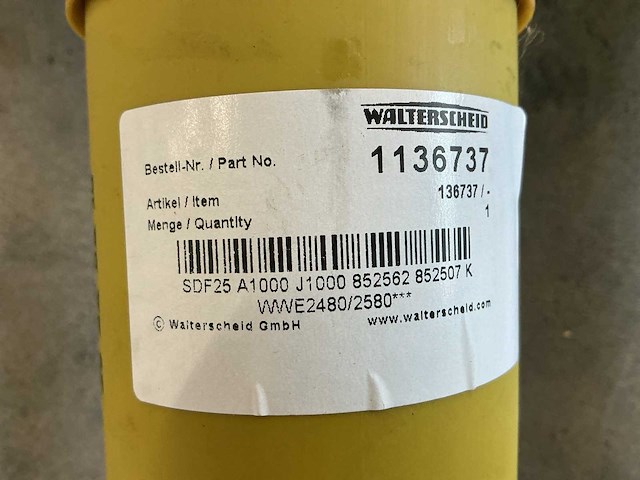 WALTERSCHEID
Bestell-Nr. / Part No. 1136737
Artikel / Item 136737 / -
Menge / Quantity 1
SDF25 A1000 J1000 852562 852507 K
WWE2480/2580***
© Walterscheid GmbH www.walterscheid.com